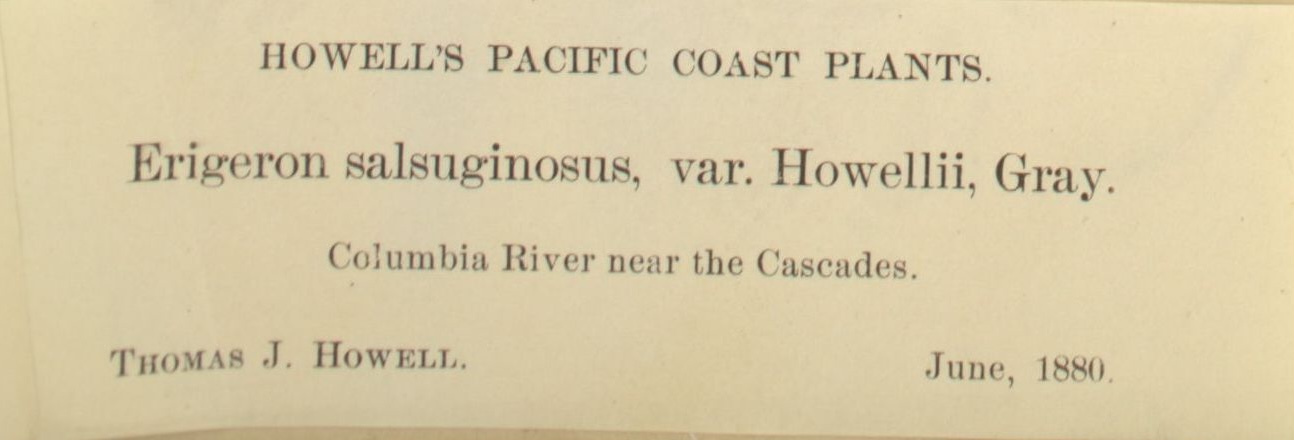 HOWELL'S PACIFIC COAST PLANTS.
Erigeron salsuginosus, var. Howellii, Gray.
Columbia River near the Cascades.
THOMAS J. HOWELL. June, 1880.